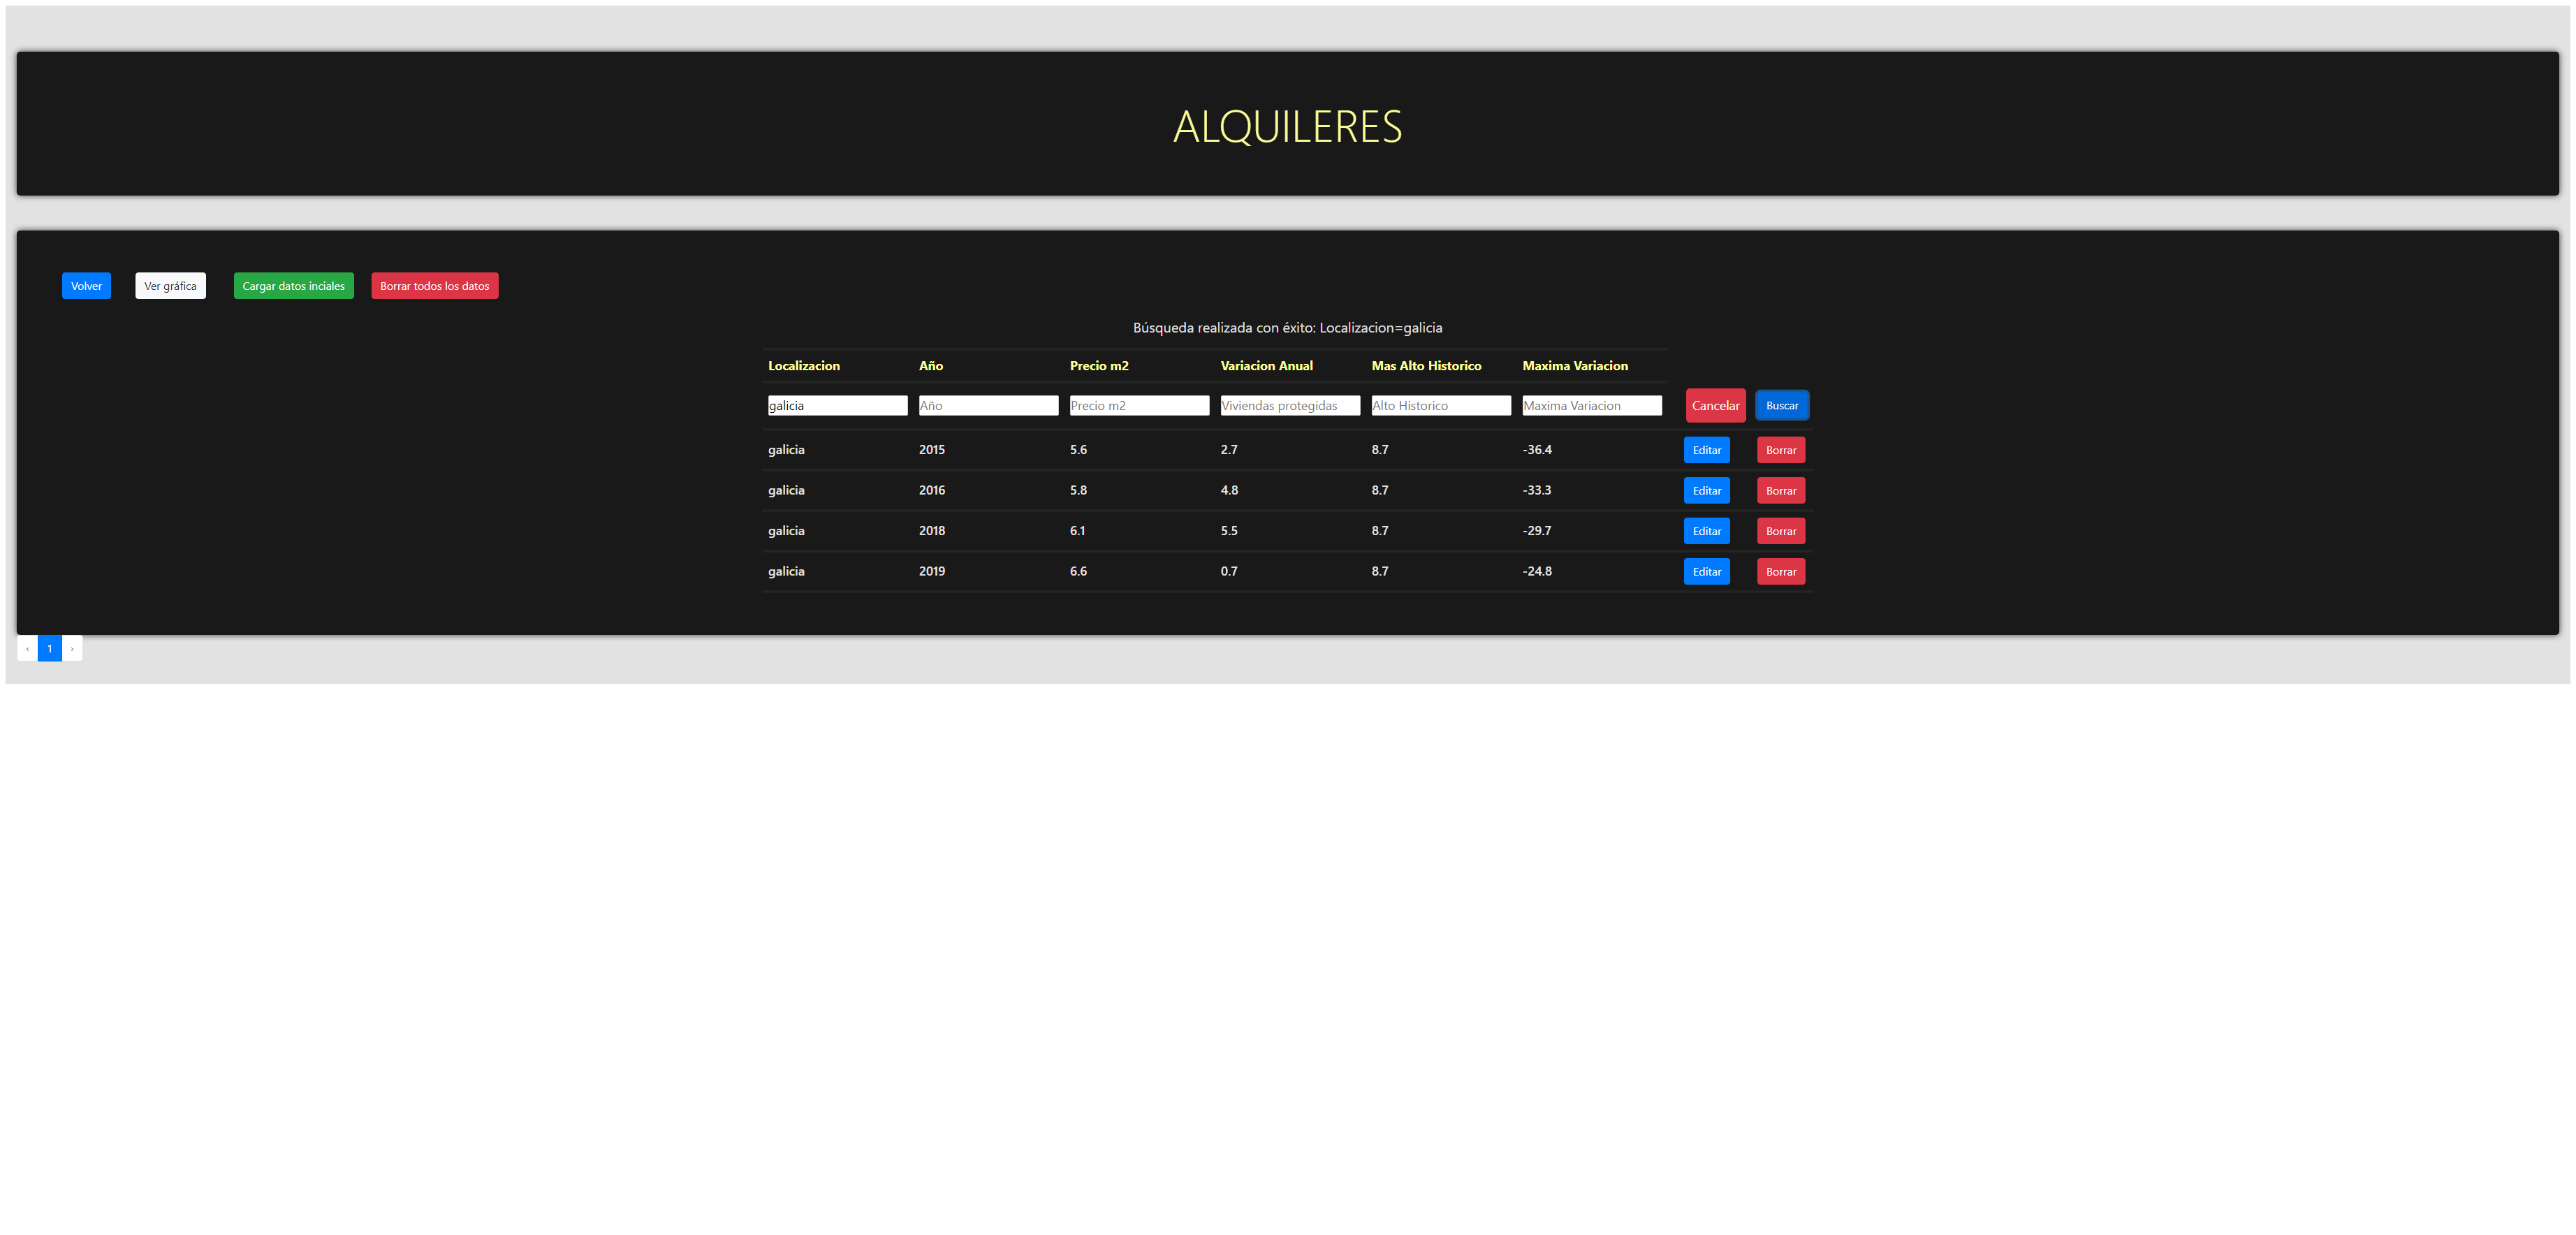 ALQUILERES
Volver Ver gráfica Cargar datos inciales Borrar todos los datos
Búsqueda realizada con éxito: Localizacion=galicia
Localizacion Año Precio m2 Variacion Anual Mas Alto Historico Maxima Variacion
galicia Año Precio m2 Viviendas protegidas Alto Historico Maxima Variacion Cancelar Buscar
galicia 2015 5.6 2.7 8.7 -36.4 Editar Borrar
galicia 2016 5.8 4.8 8.7 -33.3 Editar Borrar
galicia 2018 6.1 5.5 8.7 -29.7 Editar Borrar
galicia 2019 6.6 0.7 8.7 -24.8 Editar Borrar
‹ 1 ›